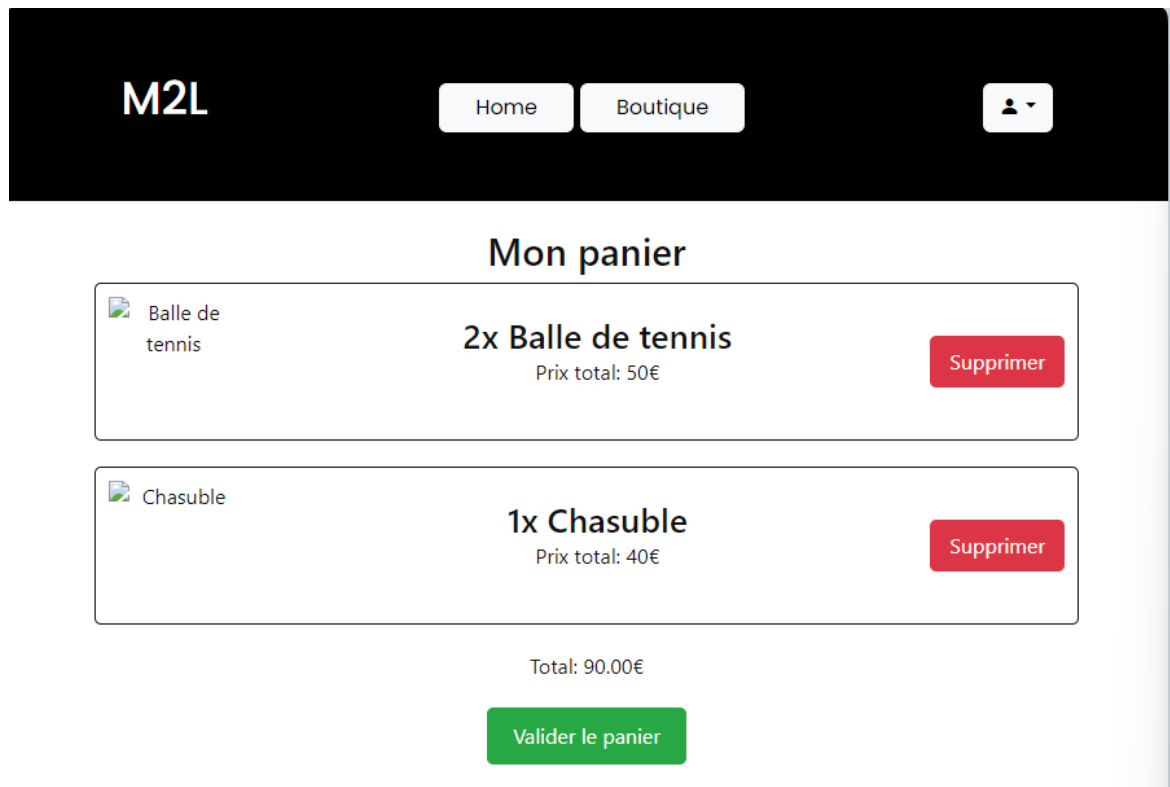 M2L
Home
Boutique
Mon panier
Balle de
tennis
2x Balle de tennis
Prix total: 50€
Supprimer
Chasuble
1x Chasuble
Prix total: 40€
Supprimer
Total: 90.00€
Valider le panier